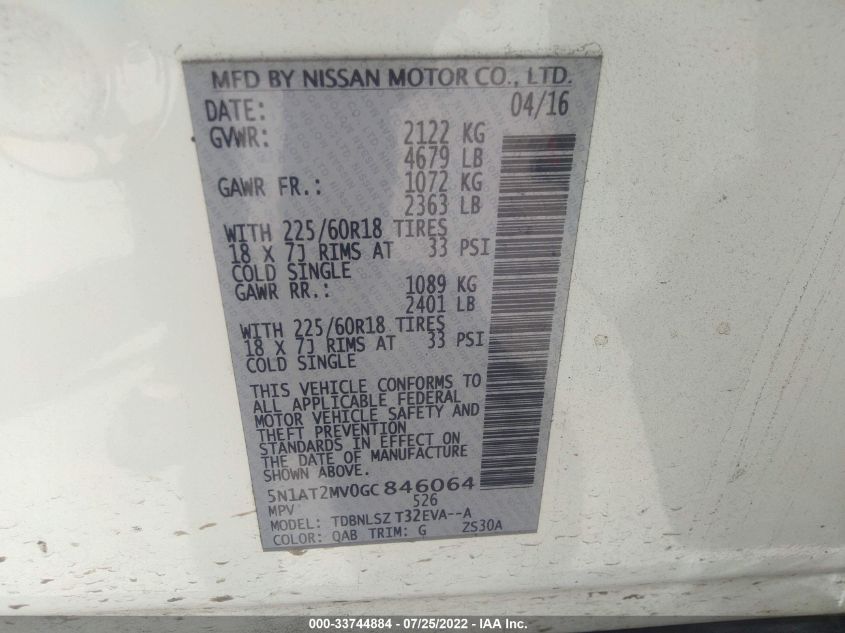 MFD BY NISSAN MOTOR CO., LTD.
DATE: 04/16
GVWR: 2122 KG
4679 LB
GAWR FR.: 1072 KG
2363 LB
WITH 225/60R18 TIRES
18 X 7J RIMS AT 33 PSI
COLD SINGLE
GAWR RR.: 1089 KG
2401 LB
WITH 225/60R18 TIRES
18 X 7J RIMS AT 33 PSI
COLD SINGLE
THIS VEHICLE CONFORMS TO
ALL APPLICABLE FEDERAL
MOTOR VEHICLE SAFETY AND
THEFT PREVENTION
STANDARDS IN EFFECT ON
THE DATE OF MANUFACTURE
SHOWN ABOVE.
5N1AT2MV0GC846064
MPV 526
MODEL: TDBNLSZ T32EVA--A
COLOR: QAB TRIM: G ZS30A
000-33744884 - 07/25/2022 - IAA Inc.